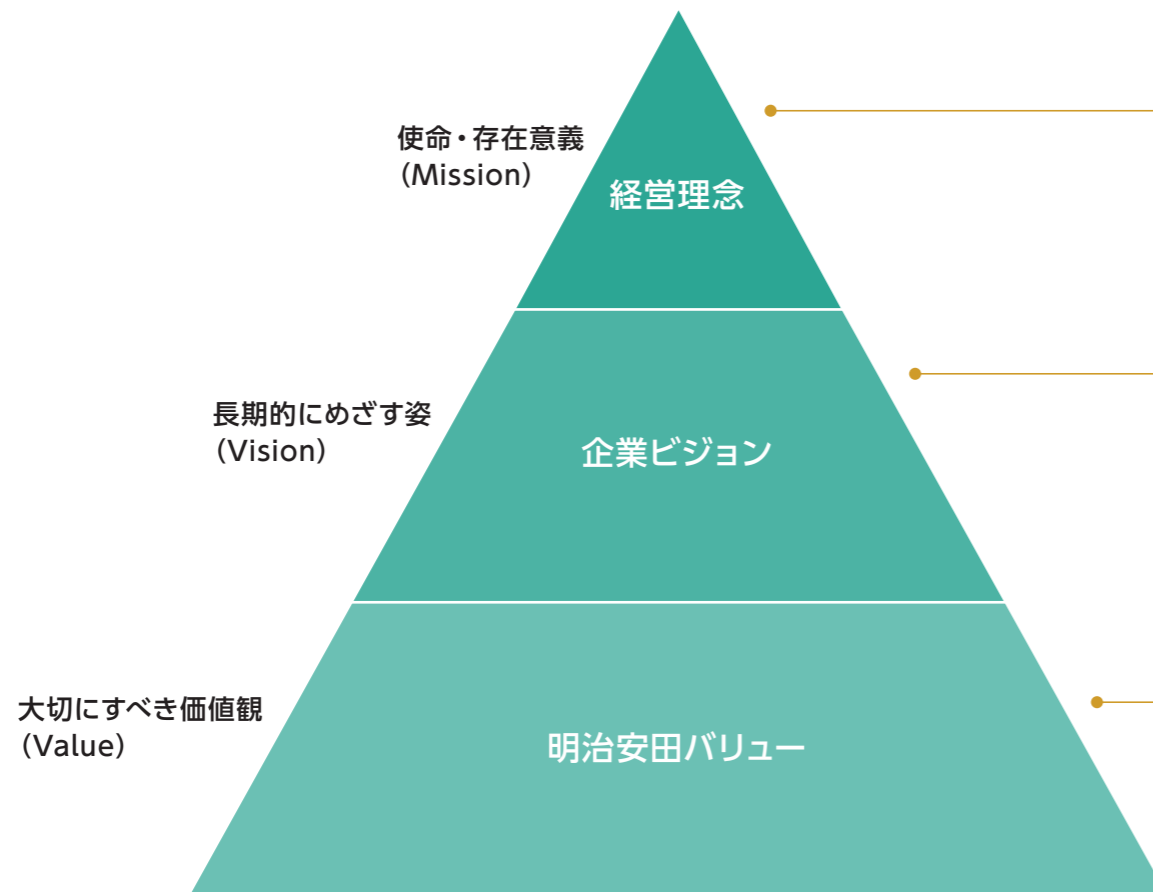 使命・存在意義
（Mission）
経営理念
長期的にめざす姿
（Vision）
企業ビジョン
大切にすべき価値観
（Value）
明治安田バリュー